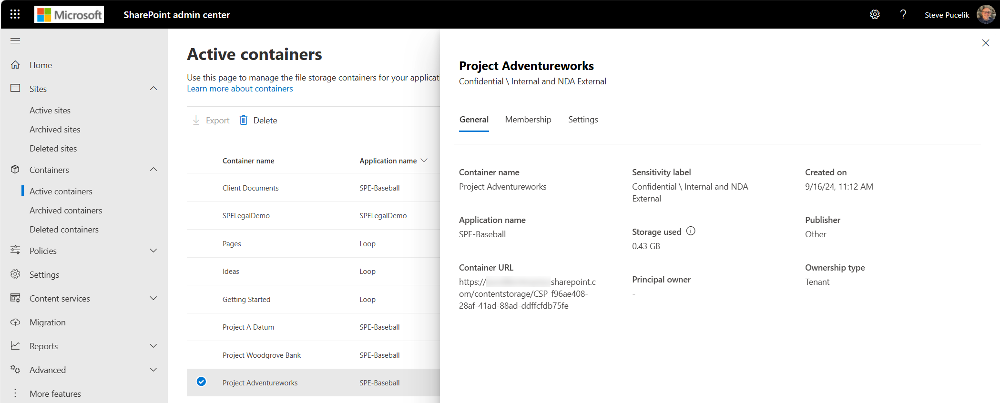 Microsoft
SharePoint admin center
?
Steve Pucelik
Home
Sites
Active sites
Archived sites
Deleted sites
Containers
Active containers
Archived containers
Deleted containers
Policies
Settings
Content services
Migration
Reports
Advanced
More features
Active containers
Use this page to manage the file storage containers for your applicat
Learn more about containers
Export
Delete
Container name
Application name
Client Documents
SPE-Baseball
SPELegalDemo
SPELegalDemo
Pages
Loop
Ideas
Loop
Getting Started
Loop
Project A Datum
SPE-Baseball
Project Woodgrove Bank
SPE-Baseball
Project Adventureworks
SPE-Baseball
Project Adventureworks
Confidential \ Internal and NDA External
General
Membership
Settings
Container name
Project Adventureworks
Application name
SPE-Baseball
Container URL
https://
sharepoint.c
om/contentstorage/CSP_f96ae408-
28af-41ad-88ad-ddffcfdb75fe
Sensitivity label
Confidential \ Internal and NDA
External
Storage used
0.43 GB
Principal owner
-
Created on
9/16/24, 11:12 AM
Publisher
Other
Ownership type
Tenant